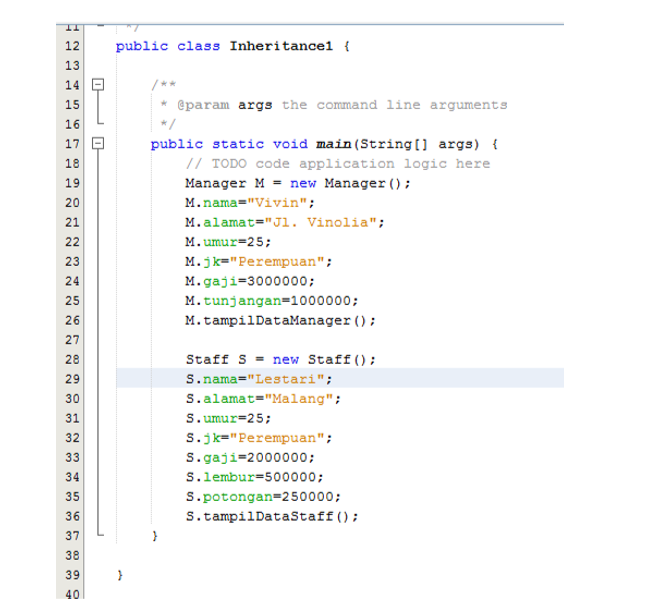 11 */
12 public class Inheritance1 {
13
14 /**
15 * @param args the command line arguments
16 */
17 public static void main(String[] args) {
18 // TODO code application logic here
19 Manager M = new Manager();
20 M.nama="Vivin";
21 M.alamat="Jl. Vinolia";
22 M.umur=25;
23 M.jk="Perempuan";
24 M.gaji=3000000;
25 M.tunjangan=1000000;
26 M.tampilDataManager();
27
28 Staff S = new Staff();
29 S.nama="Lestari";
30 S.alamat="Malang";
31 S.umur=25;
32 S.jk="Perempuan";
33 S.gaji=2000000;
34 S.lembur=500000;
35 S.potongan=250000;
36 S.tampilDataStaff();
37 }
38
39 }
40